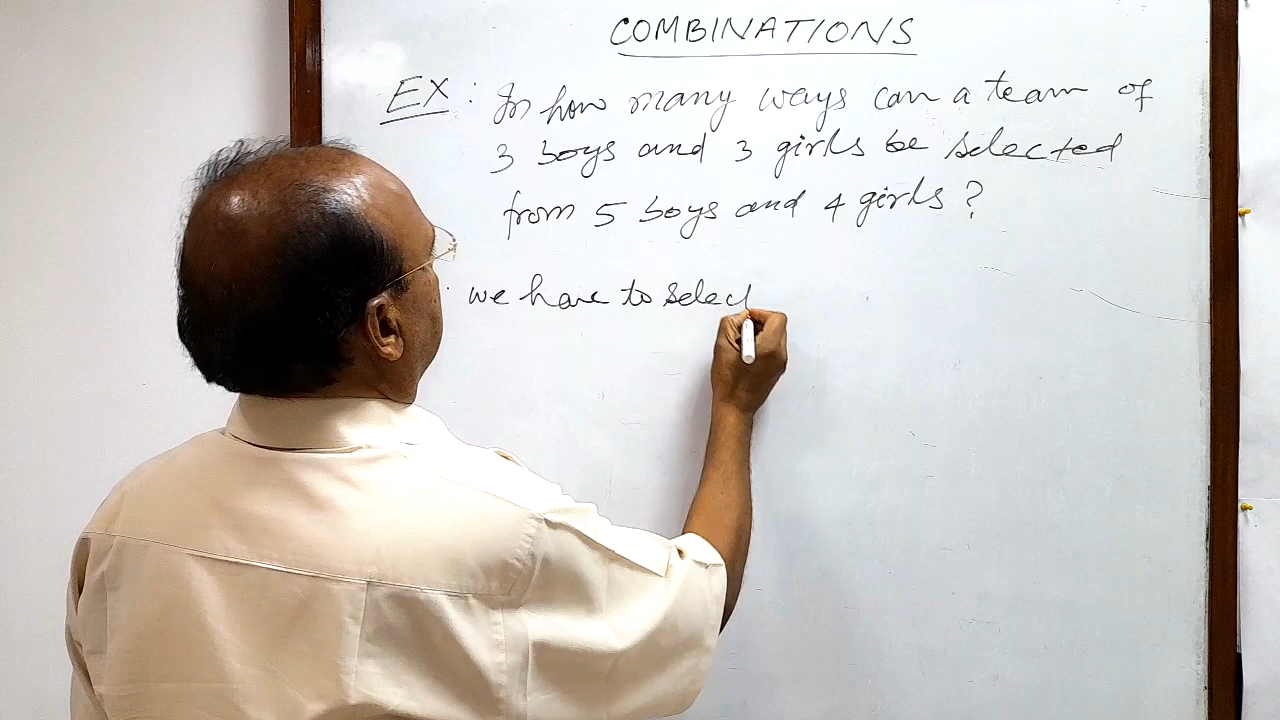 COMBINATIONS
EX : In how many ways can a team of
3 boys and 3 girls be selected
from 5 boys and 4 girls ?
we have to select